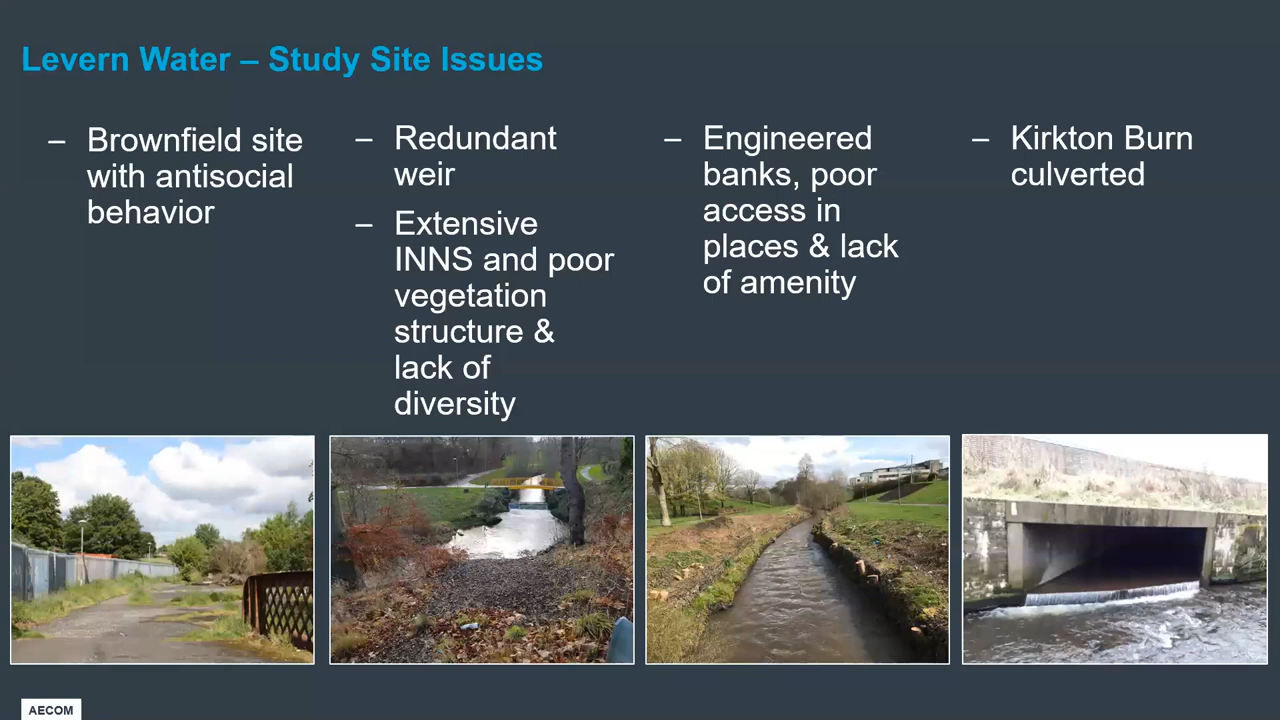 Levern Water – Study Site Issues
– Brownfield site
with antisocial
behavior
– Redundant
weir
– Extensive
INNS and poor
vegetation
structure &
lack of
diversity
– Engineered
banks, poor
access in
places & lack
of amenity
– Kirkton Burn
culverted
AECOM